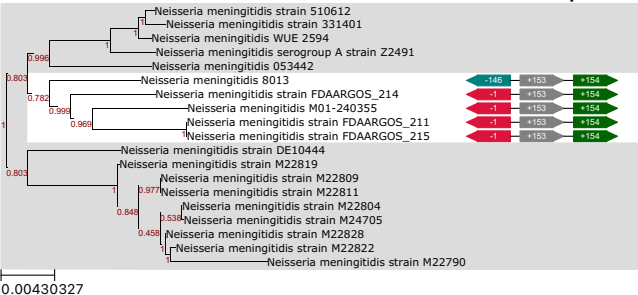 Neisseria meningitidis strain 510612
Neisseria meningitidis strain 331401
1
Neisseria meningitidis WUE 2594
1
Neisseria meningitidis serogroup A strain Z2491
0.996
Neisseria meningitidis 053442
0.803
Neisseria meningitidis 8013 -146 +153 +154
0.782
Neisseria meningitidis strain FDAARGOS_214 -1 +153 +154
0.999
Neisseria meningitidis M01-240355 -1 +153 +154
0.969
Neisseria meningitidis strain FDAARGOS_211 -1 +153 +154
1
1
Neisseria meningitidis strain FDAARGOS_215 -1 +153 +154
Neisseria meningitidis strain DE10444
Neisseria meningitidis strain M22819
0.803
Neisseria meningitidis strain M22809
1
0.977
Neisseria meningitidis strain M22811
Neisseria meningitidis strain M22804
0.848
0.538
Neisseria meningitidis strain M24705
0.458
Neisseria meningitidis strain M22828
Neisseria meningitidis strain M22822
1
1
Neisseria meningitidis strain M22790
0.00430327